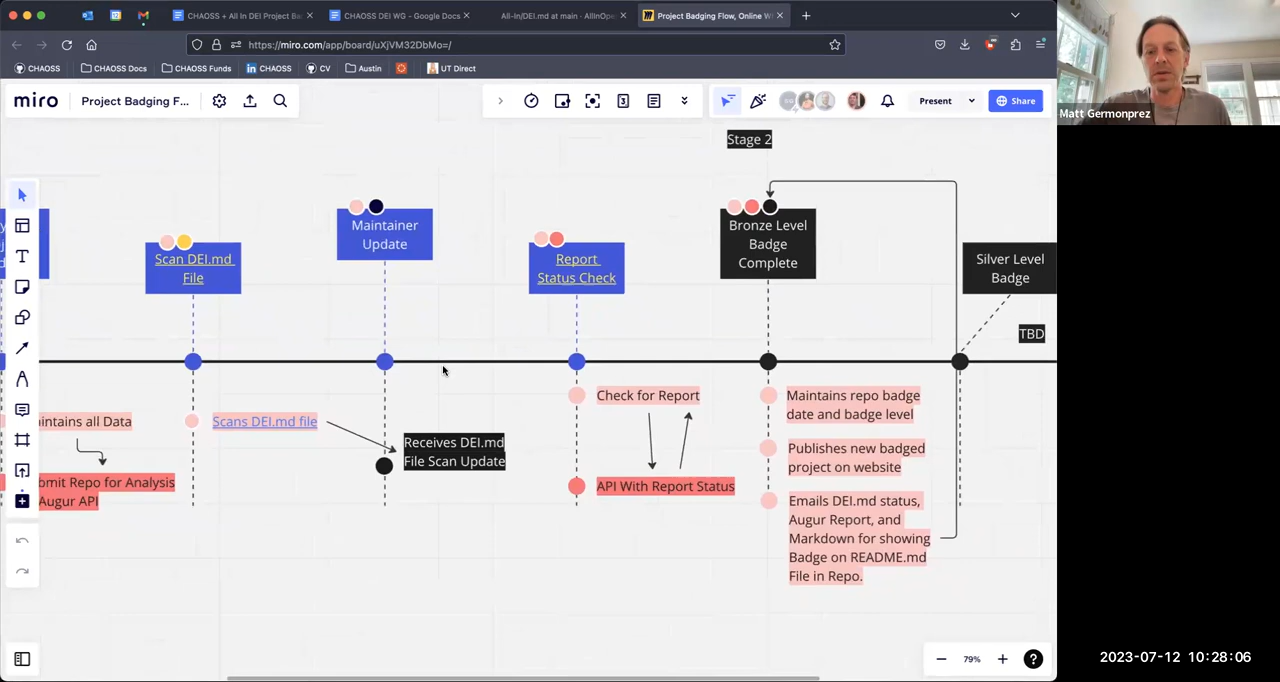 CHAOSS + All In DEI Project Ba
CHAOSS DEI WG - Google Docs
All-In/DEI.md at main · AllInOpe
Project Badging Flow, Online W
https://miro.com/app/board/uXjVM32DbMo=/
CHAOSS
CHAOSS Docs
CHAOSS Funds
CHAOSS
CV
Austin
UT Direct
miro
Project Badging F...
Present
Share
Matt Germonprez
Stage 2
Scan DEI.md
File
Maintainer
Update
Report
Status Check
Bronze Level
Badge
Complete
Silver Level
Badge
TBD
intains all Data
bmit Repo for Analysis
Augur API
Scans DEI.md file
Receives DEI.md
File Scan Update
Check for Report
API With Report Status
Maintains repo badge
date and badge level
Publishes new badged
project on website
Emails DEI.md status,
Augur Report, and
Markdown for showing
Badge on README.md
File in Repo.
79%
2023-07-12 10:28:06